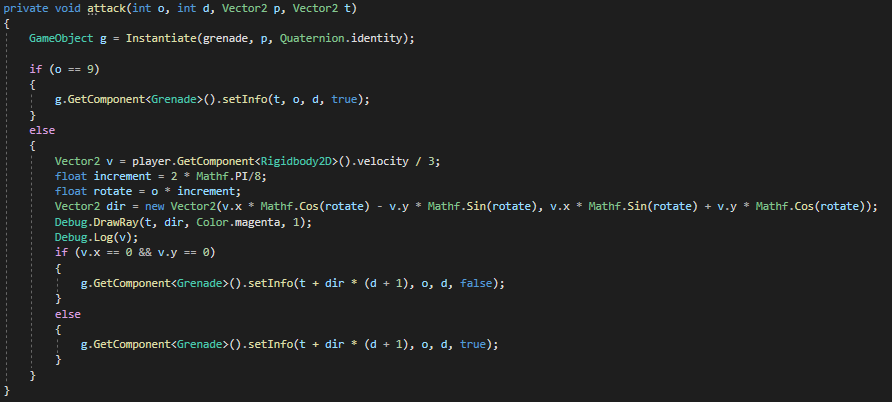 private void attack(int o, int d, Vector2 p, Vector2 t)
{
    GameObject g = Instantiate(grenade, p, Quaternion.identity);

    if (o == 9)
    {
        g.GetComponent<Grenade>().setInfo(t, o, d, true);
    }
    else
    {
        Vector2 v = player.GetComponent<Rigidbody2D>().velocity / 3;
        float increment = 2 * Mathf.PI/8;
        float rotate = o * increment;
        Vector2 dir = new Vector2(v.x * Mathf.Cos(rotate) - v.y * Mathf.Sin(rotate), v.x * Mathf.Sin(rotate) + v.y * Mathf.Cos(rotate));
        Debug.DrawRay(t, dir, Color.magenta, 1);
        Debug.Log(v);
        if (v.x == 0 && v.y == 0)
        {
            g.GetComponent<Grenade>().setInfo(t + dir * (d + 1), o, d, false);
        }
        else
        {
            g.GetComponent<Grenade>().setInfo(t + dir * (d + 1), o, d, true);
        }
    }
}